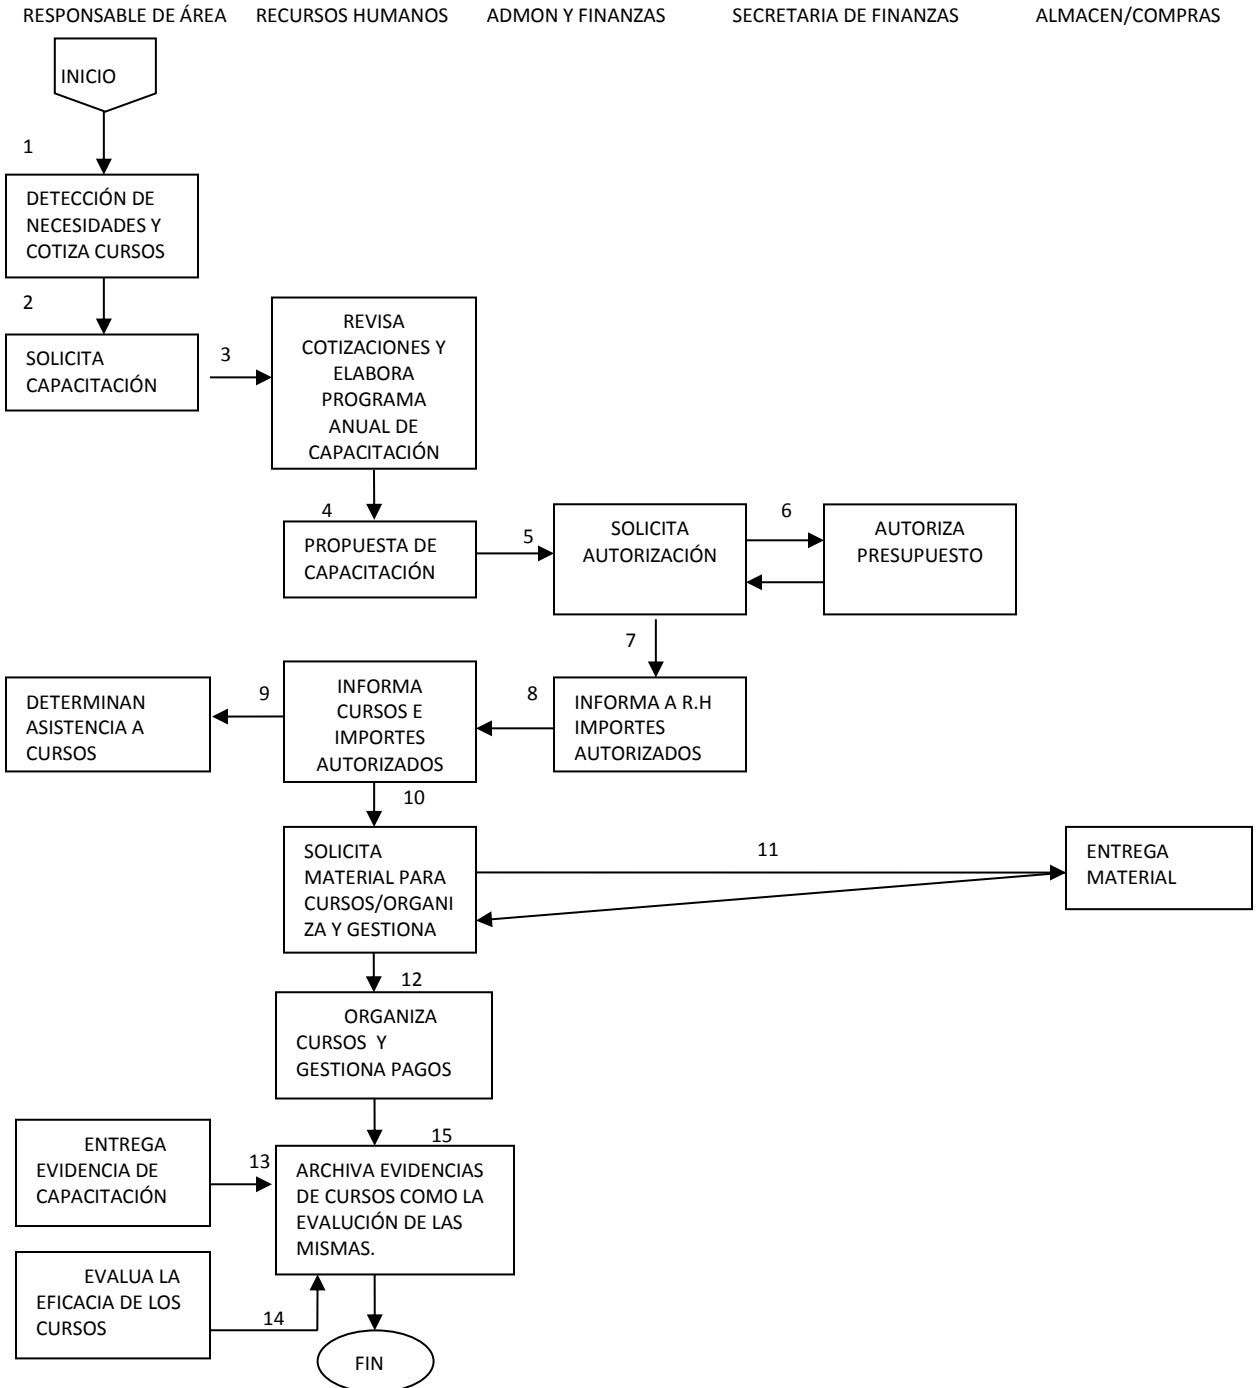 RESPONSABLE DE ÁREA RECURSOS HUMANOS ADMON Y FINANZAS SECRETARIA DE FINANZAS ALMACEN/COMPRAS
INICIO
1
DETECCIÓN DE
NECESIDADES Y
COTIZA CURSOS
2
SOLICITA
CAPACITACIÓN
3
REVISA
COTIZACIONES Y
ELABORA
PROGRAMA
ANUAL DE
CAPACITACIÓN
4
PROPUESTA DE
CAPACITACIÓN
5
SOLICITA
AUTORIZACIÓN
6
AUTORIZA
PRESUPUESTO
7
INFORMA A R.H
IMPORTES
AUTORIZADOS
8
INFORMA
CURSOS E
IMPORTES
AUTORIZADOS
9
DETERMINAN
ASISTENCIA A
CURSOS
10
SOLICITA
MATERIAL PARA
CURSOS/ORGANI
ZA Y GESTIONA
11
ENTREGA
MATERIAL
12
ORGANIZA
CURSOS Y
GESTIONA PAGOS
ENTREGA
EVIDENCIA DE
CAPACITACIÓN
13
15
ARCHIVA EVIDENCIAS
DE CURSOS COMO LA
EVALUCIÓN DE LAS
MISMAS.
EVALUA LA
EFICACIA DE LOS
CURSOS
14
FIN